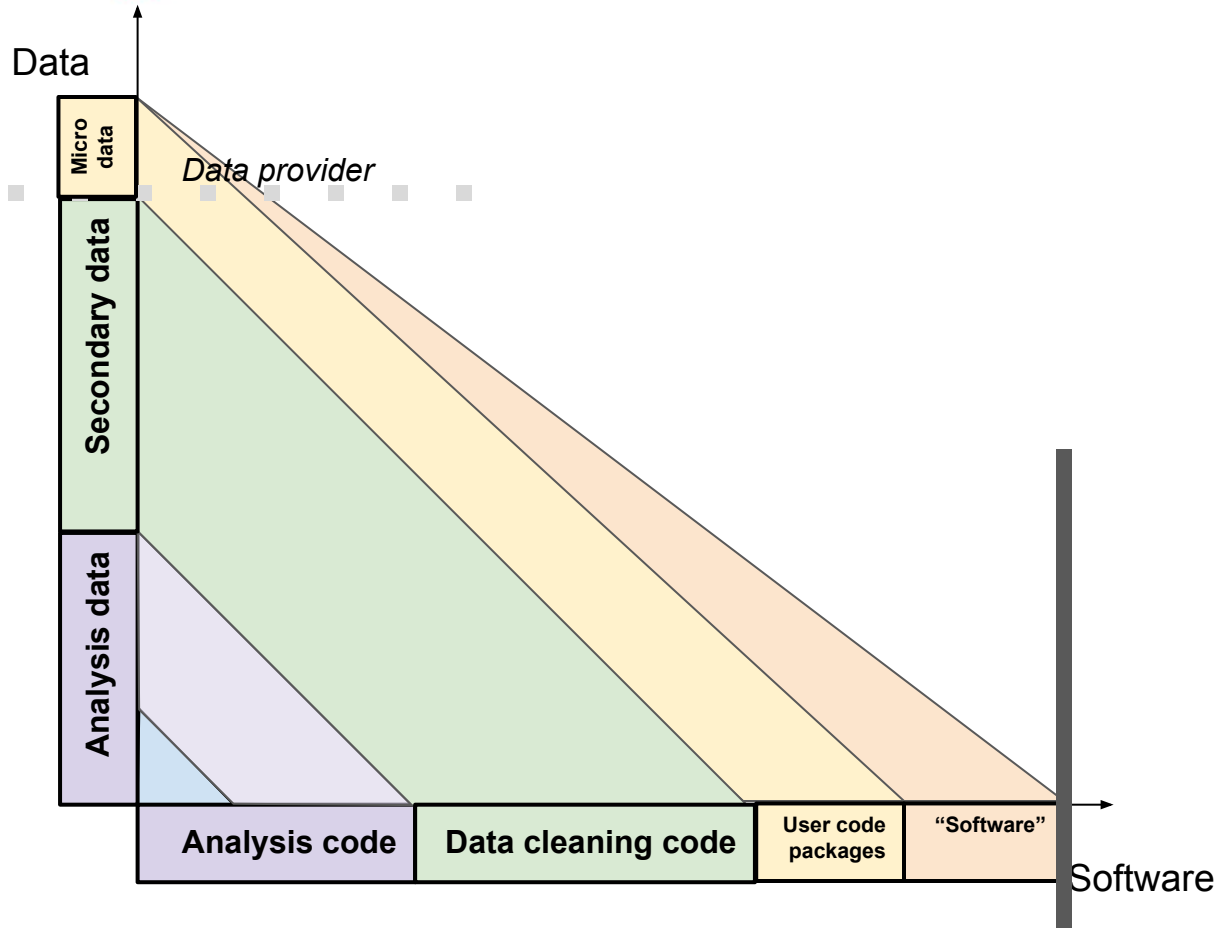 Data
Micro
data
Data provider
Secondary data
Analysis data
Analysis code
Data cleaning code
User code
packages
“Software”
Software